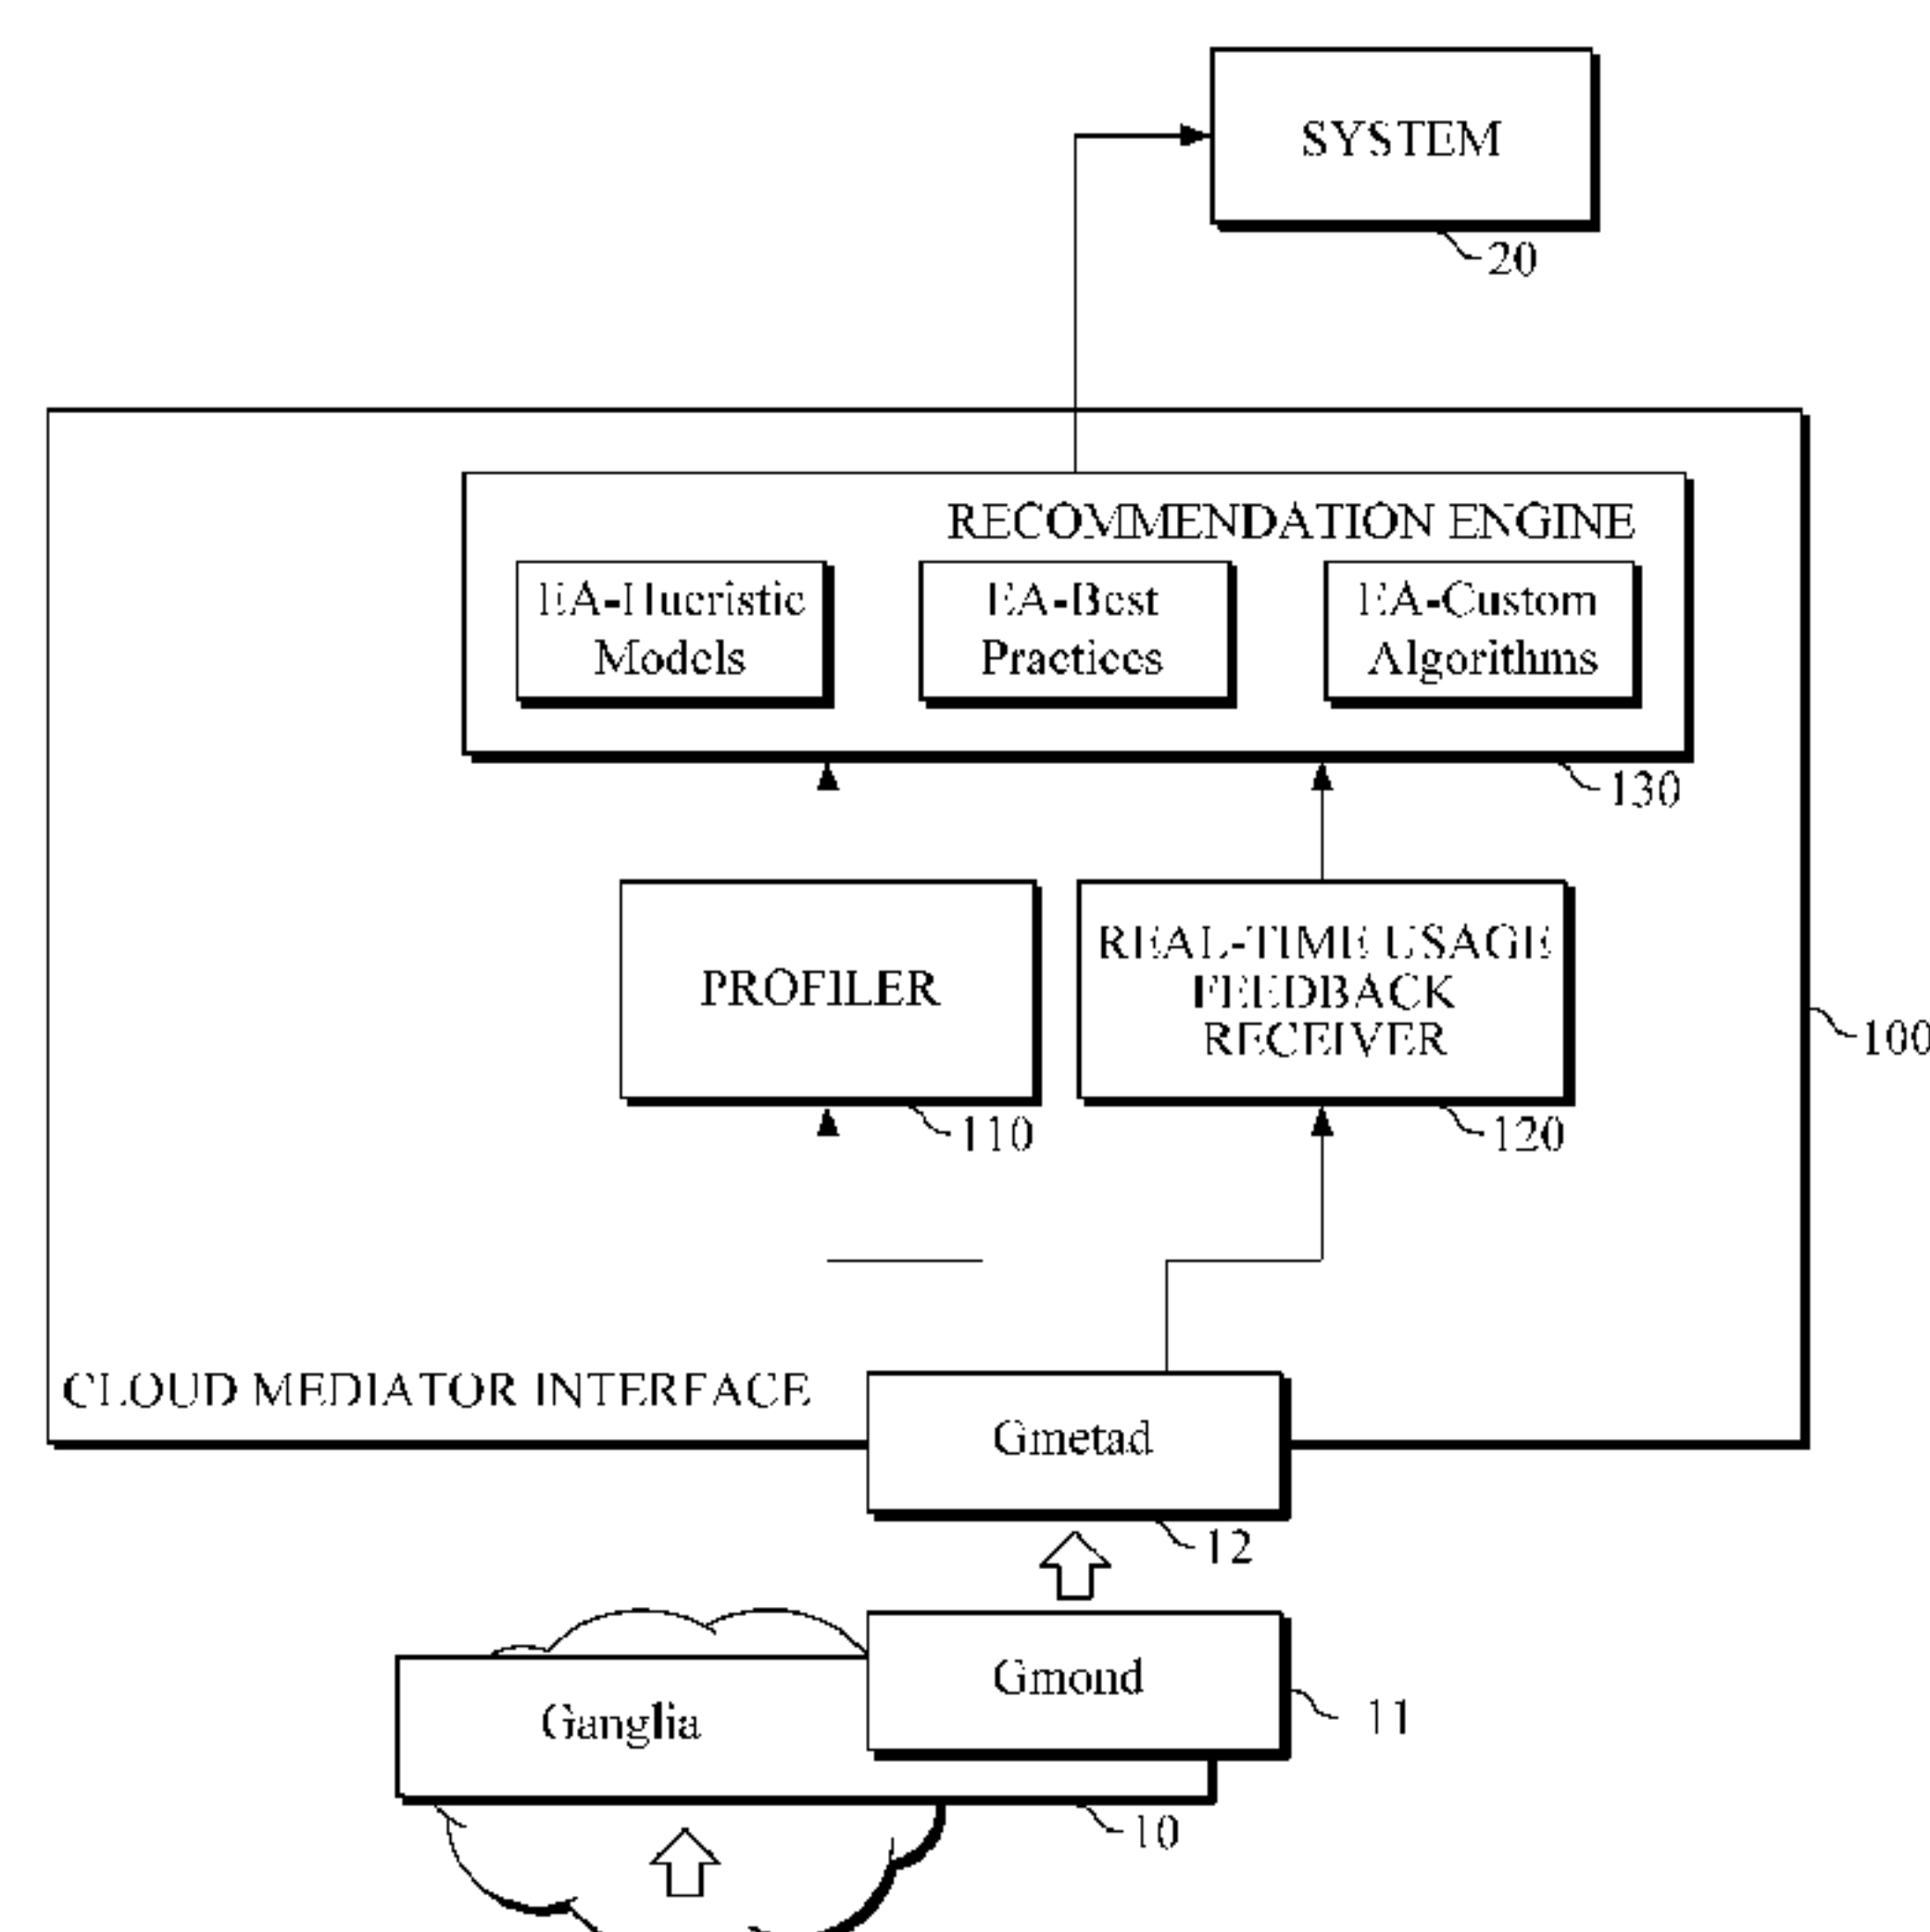 SYSTEM
20
RECOMMENDATION ENGINE
EA-Hueristic
Models
EA-Best
Practices
EA-Custom
Algorithms
130
PROFILER
REAL-TIME USAGE
FEEDBACK
RECEIVER
110
120
100
CLOUD MEDIATOR INTERFACE
Gmetad
12
Gmond
Ganglia
11
10